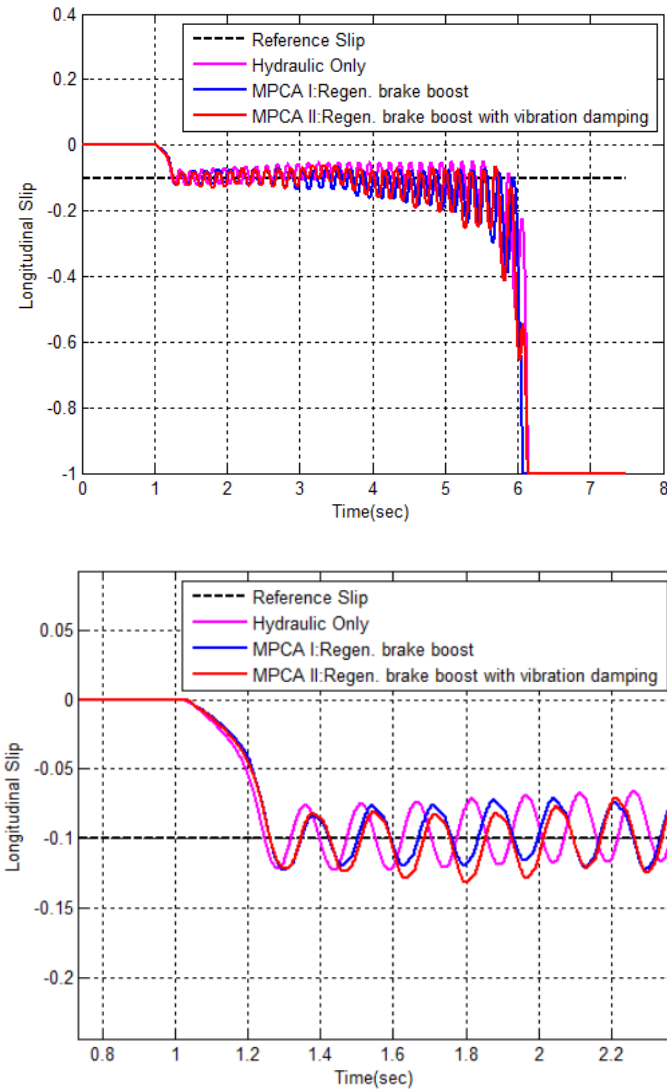 0.4
0.2
0
-0.2
-0.4
-0.6
-0.8
-1
Longitudinal Slip
Reference Slip
Hydraulic Only
MPCA I:Regen. brake boost
MPCA II:Regen. brake boost with vibration damping
0 1 2 3 4 5 6 7 8
Time(sec)
0.05
0
-0.05
-0.1
-0.15
-0.2
Longitudinal Slip
Reference Slip
Hydraulic Only
MPCA I:Regen. brake boost
MPCA II:Regen. brake boost with vibration damping
0.8 1 1.2 1.4 1.6 1.8 2 2.2
Time(sec)